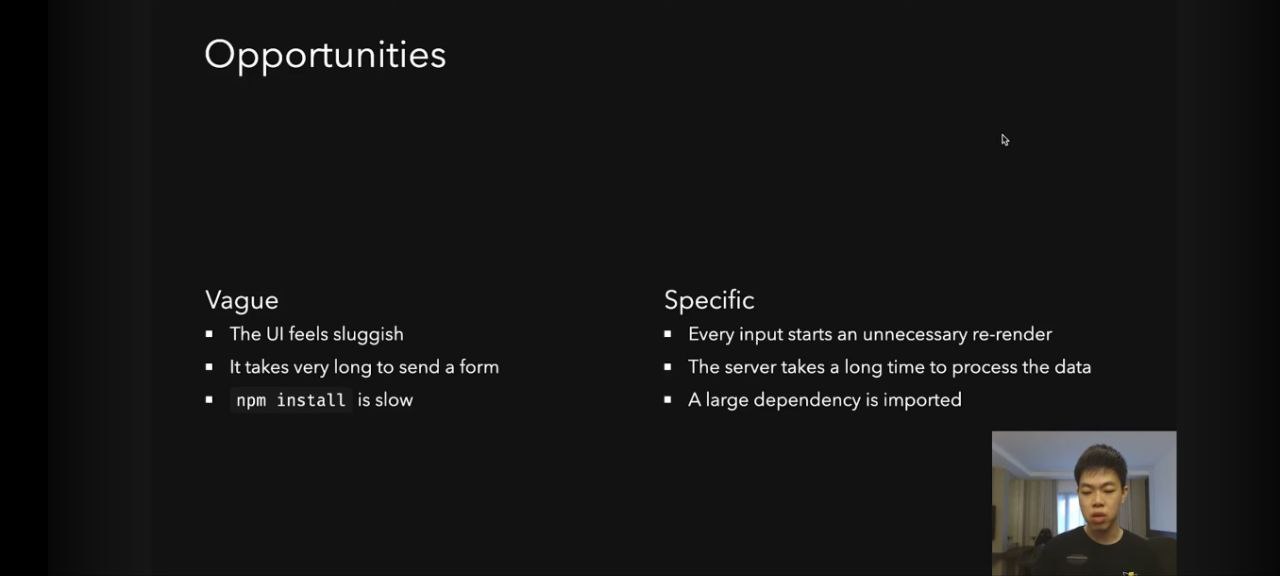 Opportunities
Vague
The UI feels sluggish
It takes very long to send a form
npm install is slow
Specific
Every input starts an unnecessary re-render
The server takes a long time to process the data
A large dependency is imported